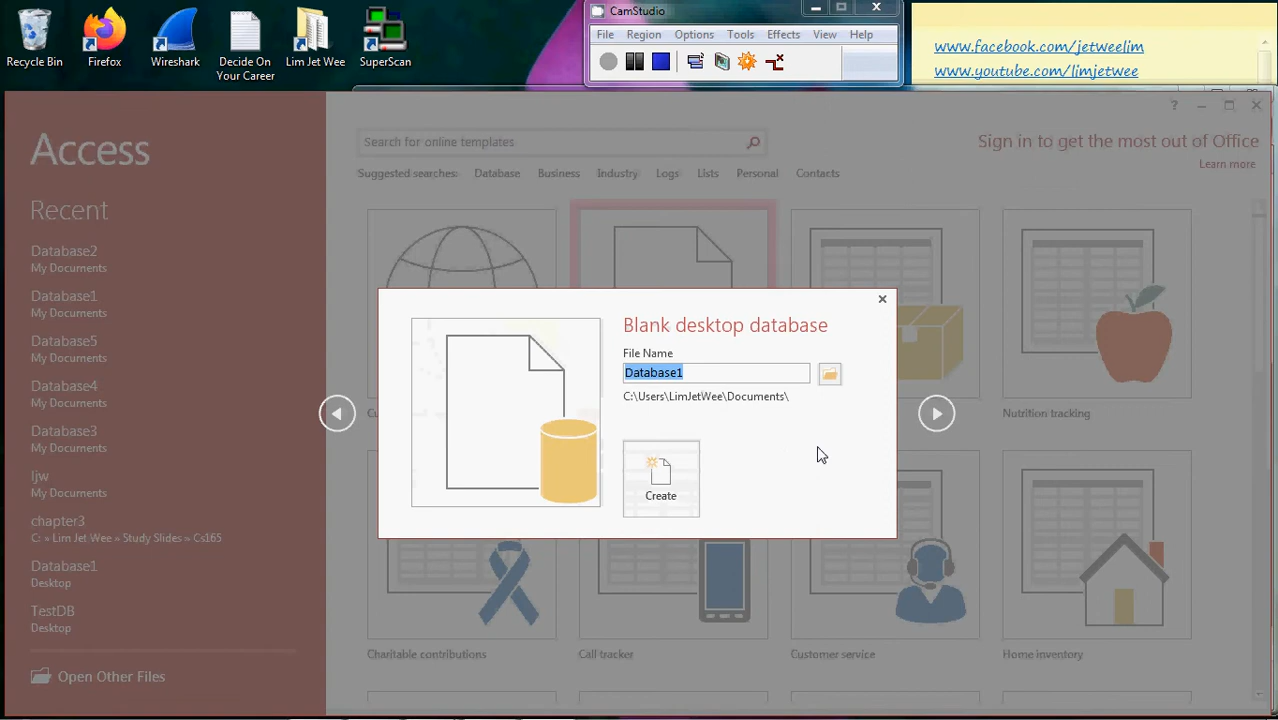 Recycle Bin
Firefox
Wireshark
Decide On
Your Career
Lim Jet Wee
SuperScan
CamStudio
File Region Options Tools Effects View Help
www.facebook.com/jetweelim
www.youtube.com/limjetwee
Access
Recent
Database2
My Documents
Database1
My Documents
Database5
My Documents
Database4
My Documents
Database3
My Documents
ljw
My Documents
chapter3
C: » Lim Jet Wee » Study Slides » Cs165
Database1
Desktop
TestDB
Desktop
Open Other Files
Search for online templates
Suggested searches: Database Business Industry Logs Lists Personal Contacts
?
Sign in to get the most out of Office
Learn more
Blank desktop database
File Name
Database1
C:\Users\LimJetWee\Documents\
Create
Nutrition tracking
Charitable contributions
Call tracker
Customer service
Home inventory